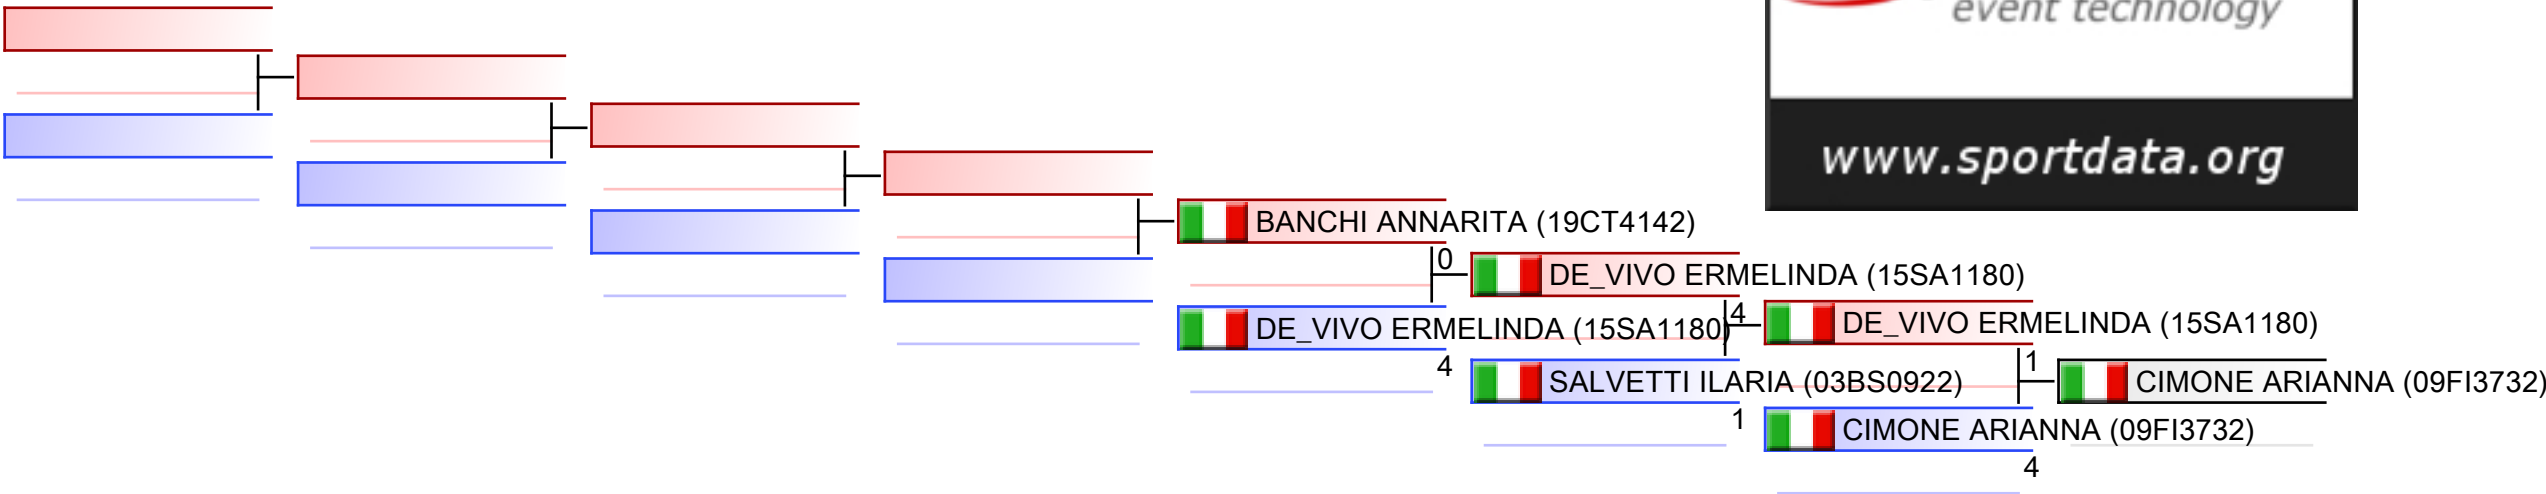 event technology
www.sportdata.org
BANCHI ANNARITA (19CT4142)
0
DE_VIVO ERMELINDA (15SA1180)
DE_VIVO ERMELINDA (15SA1180)
4
4
DE_VIVO ERMELINDA (15SA1180)
SALVETTI ILARIA (03BS0922)
1
1
CIMONE ARIANNA (09FI3732)
CIMONE ARIANNA (09FI3732)
4